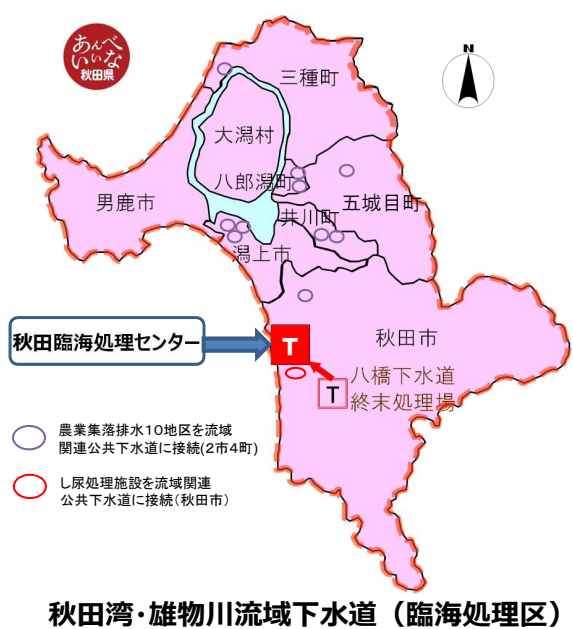 あんべ
いいな
秋田県
N
三種町
大潟村
八郎潟町
男鹿市
五城目町
井川町
潟上市
秋田市
秋田臨海処理センター
T
八橋下水道
終末処理場
T
農業集落排水10地区を流域
関連公共下水道に接続(2市4町)
し尿処理施設を流域関連
公共下水道に接続(秋田市)
秋田湾・雄物川流域下水道（臨海処理区）